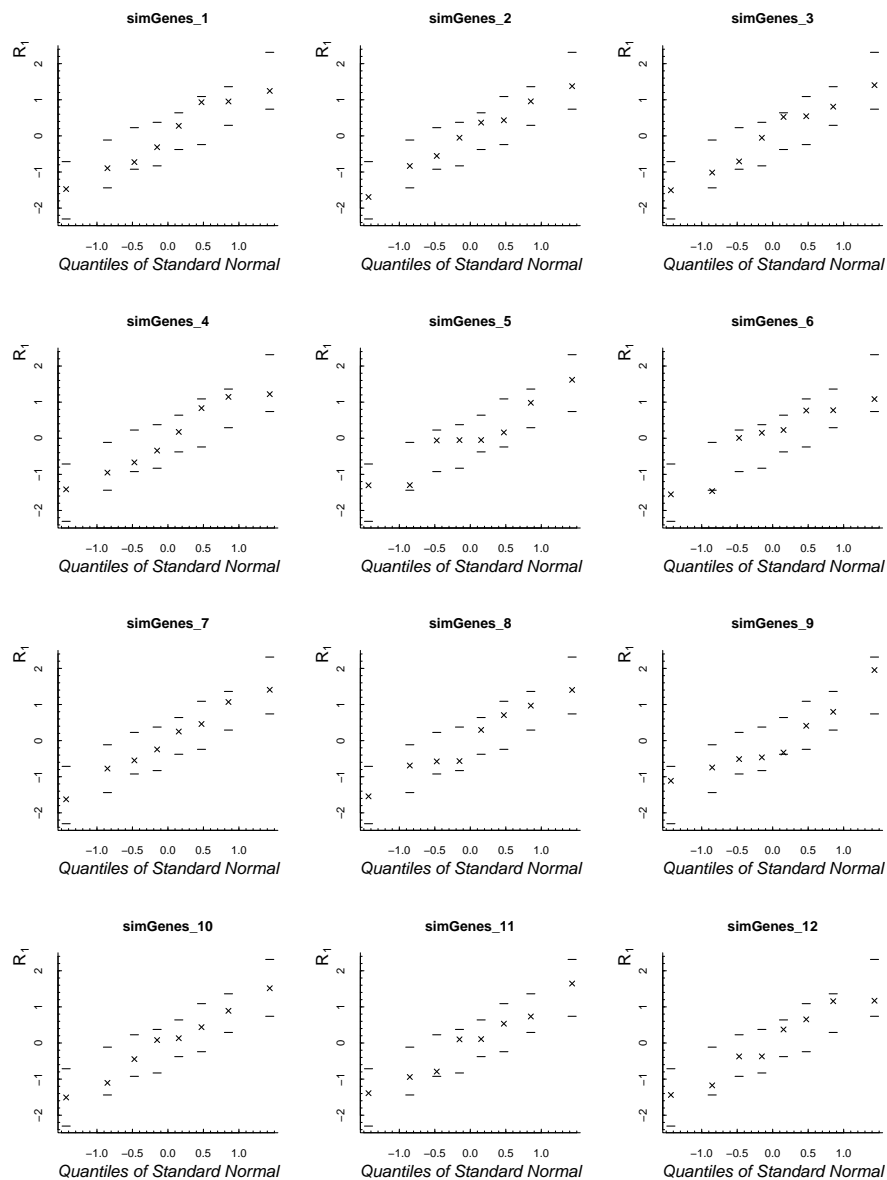 simGenes_1 simGenes_2 simGenes_3
R1 R1 R1
2 2 2
1 1 1
0 0 0
−1 −1 −1
−2 −2 −2
−1.0 −0.5 0.0 0.5 1.0 −1.0 −0.5 0.0 0.5 1.0 −1.0 −0.5 0.0 0.5 1.0
Quantiles of Standard Normal Quantiles of Standard Normal Quantiles of Standard Normal
simGenes_4 simGenes_5 simGenes_6
R1 R1 R1
2 2 2
1 1 1
0 0 0
−1 −1 −1
−2 −2 −2
−1.0 −0.5 0.0 0.5 1.0 −1.0 −0.5 0.0 0.5 1.0 −1.0 −0.5 0.0 0.5 1.0
Quantiles of Standard Normal Quantiles of Standard Normal Quantiles of Standard Normal
simGenes_7 simGenes_8 simGenes_9
R1 R1 R1
2 2 2
1 1 1
0 0 0
−1 −1 −1
−2 −2 −2
−1.0 −0.5 0.0 0.5 1.0 −1.0 −0.5 0.0 0.5 1.0 −1.0 −0.5 0.0 0.5 1.0
Quantiles of Standard Normal Quantiles of Standard Normal Quantiles of Standard Normal
simGenes_10 simGenes_11 simGenes_12
R1 R1 R1
2 2 2
1 1 1
0 0 0
−1 −1 −1
−2 −2 −2
−1.0 −0.5 0.0 0.5 1.0 −1.0 −0.5 0.0 0.5 1.0 −1.0 −0.5 0.0 0.5 1.0
Quantiles of Standard Normal Quantiles of Standard Normal Quantiles of Standard Normal